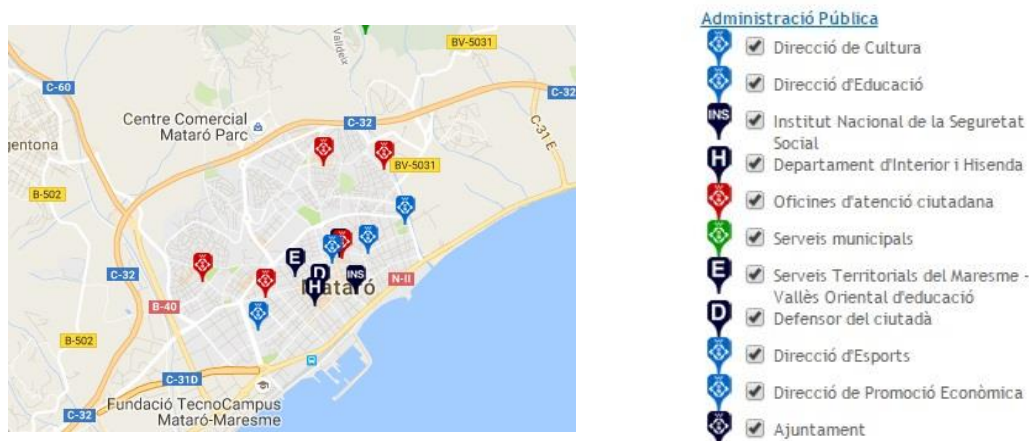 Valldeix
BV-5031
C-60
C-32
Centre Comercial
Mataró Parc
C-32
C-31E
entona
BV-5031
B-502
E
D
INS
H
Mataró
N-II
C-32
B-40
B-502
C-31D
C-32
Fundació TecnoCampus
Mataró-Maresme
Administració Pública
Direcció de Cultura
Direcció d'Educació
INS
Institut Nacional de la Seguretat
Social
H
Departament d'Interior i Hisenda
Oficines d'atenció ciutadana
Serveis municipals
E
Serveis Territorials del Maresme -
Vallès Oriental d'educació
D
Defensor del ciutadà
Direcció d'Esports
Direcció de Promoció Econòmica
Ajuntament